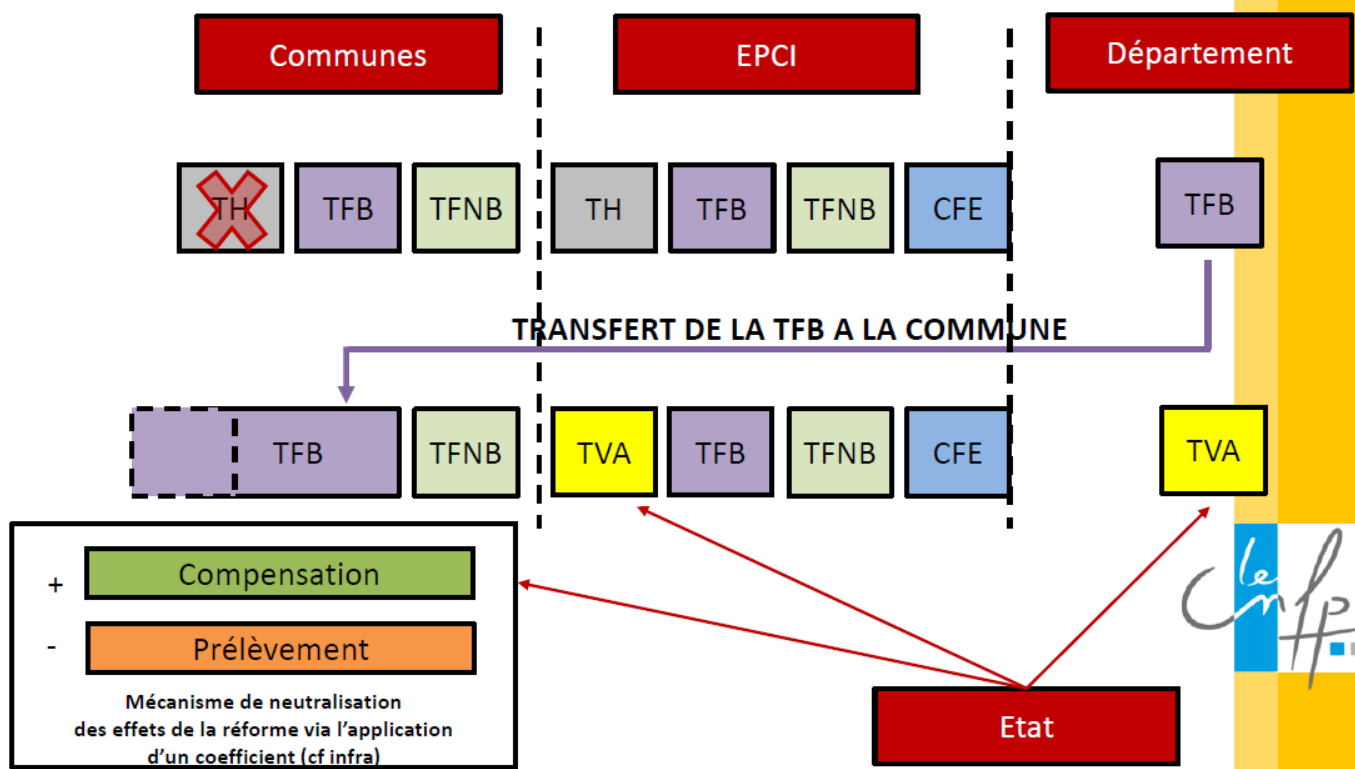 Communes
EPCI
Département
TH
TFB
TFNB
TH
TFB
TFNB
CFE
TFB
TRANSFERT DE LA TFB A LA COMMUNE
TFB
TFNB
TVA
TFB
TFNB
CFE
TVA
+
Compensation
-
Prélèvement
Mécanisme de neutralisation
des effets de la réforme via l'application
d'un coefficient (cf infra)
Etat
le
cnfp